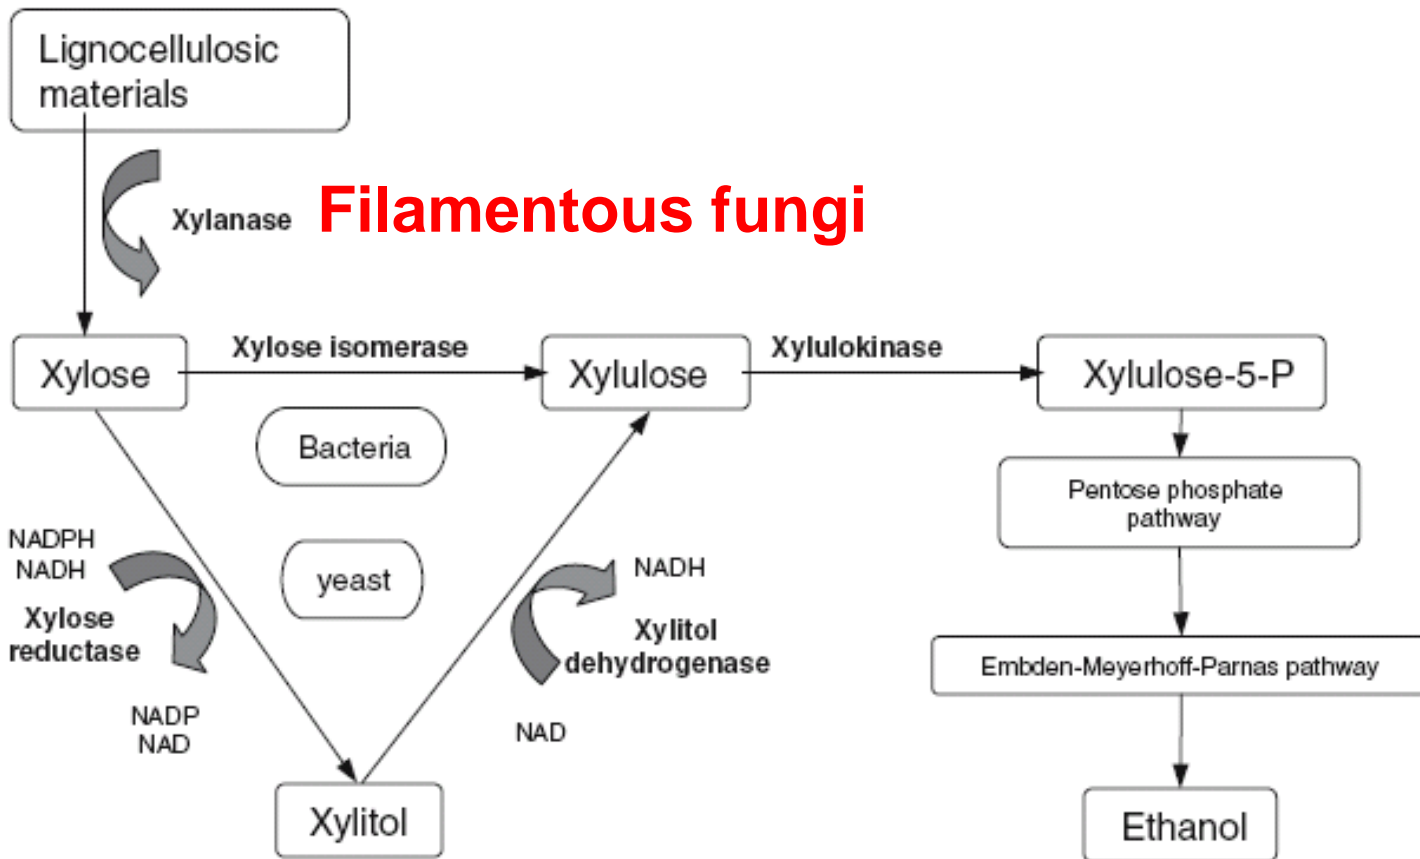 Lignocellulosic
materials
Xylanase
Filamentous fungi
Xylose
Xylose isomerase
Xylulose
Xylulokinase
Xylulose-5-P
Bacteria
Pentose phosphate
pathway
yeast
NADPH
NADH
Xylose
reductase
NADP
NAD
NADH
Xylitol
dehydrogenase
NAD
Embden-Meyerhoff-Parnas pathway
Xylitol
Ethanol